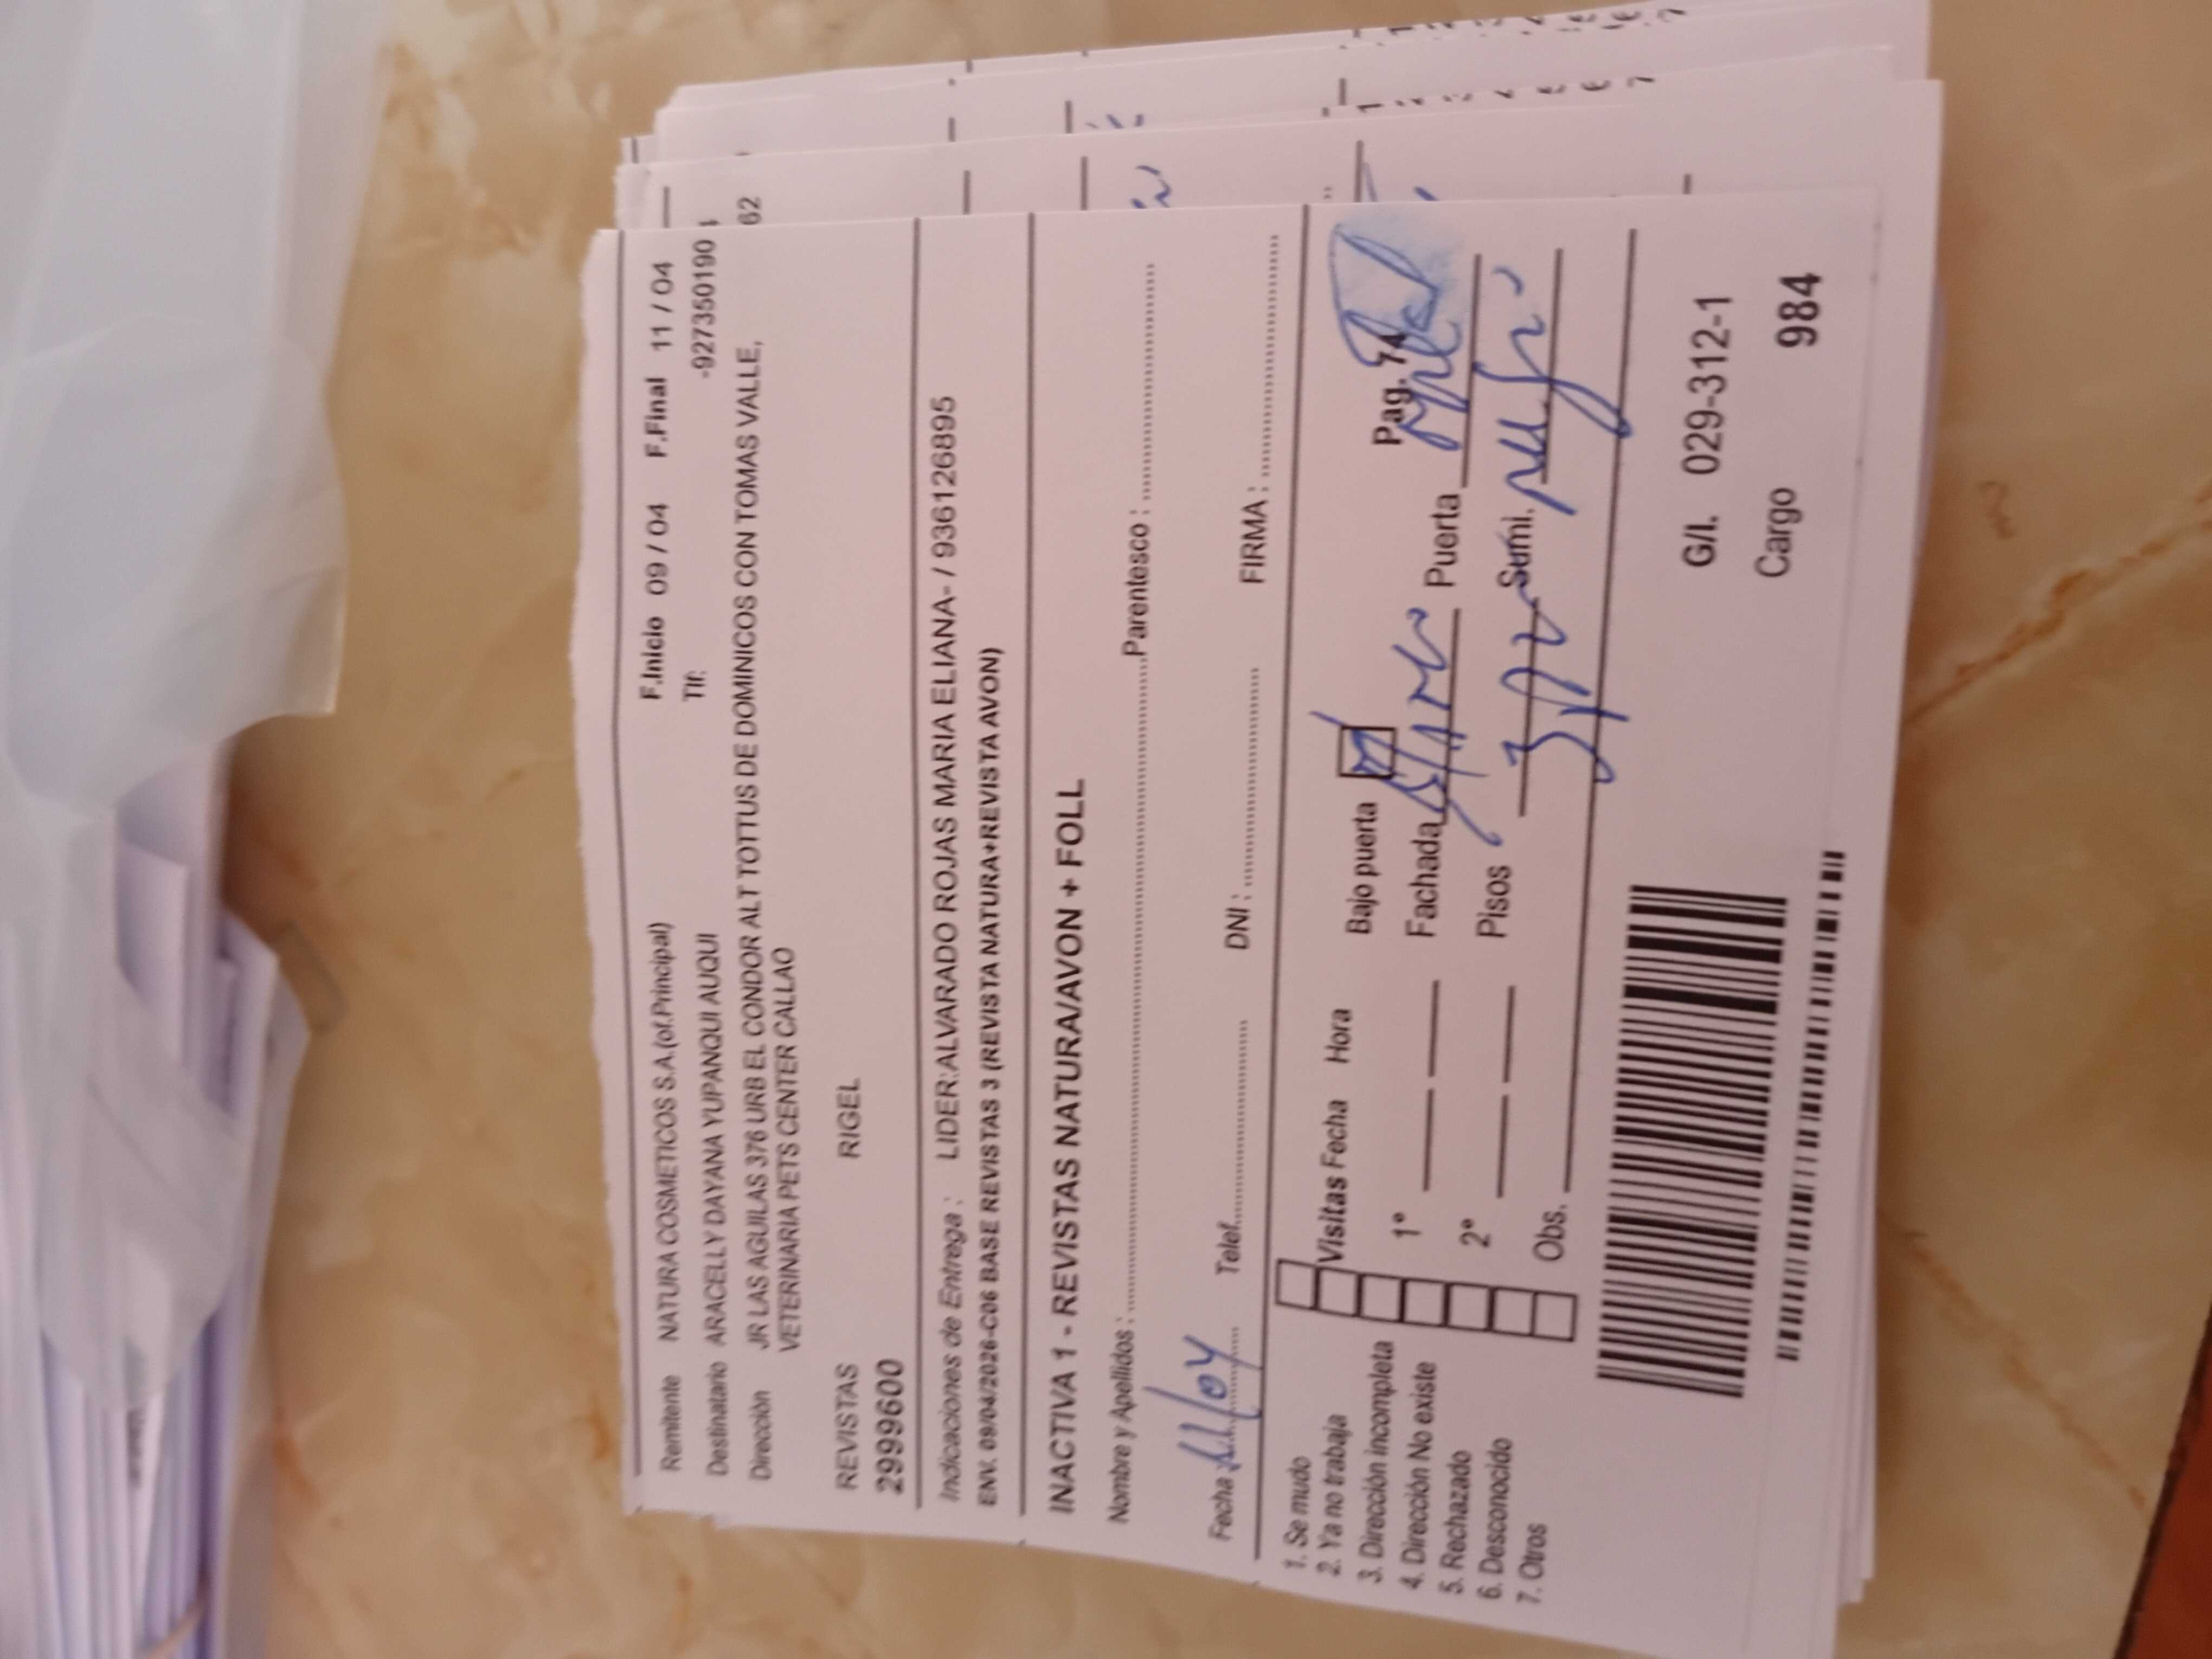 F.Inicio 09 / 04 F.Final 11 / 04
Remitente NATURA COSMETICOS S.A.(of.Principal) Tlf. -927350190
Destinatario ARACELLY DAYANA YUPANQUI AUQUI
Dirección JR LAS AGUILAS 376 URB EL CONDOR ALT TOTTUS DE DOMINICOS CON TOMAS VALLE,
VETERINARIA PETS CENTER CALLAO
62
REVISTAS RIGEL
2999600
Indicaciones de Entrega : LIDER:ALVARADO ROJAS MARIA ELIANA- / 936126895
ENV. 09/04/2026-C06 BASE REVISTAS 3 (REVISTA NATURA+REVISTA AVON)
INACTIVA 1 - REVISTAS NATURA/AVON + FOLL
Nombre y Apellidos : Parentesco :
Fecha 11/04 Telef. DNI : FIRMA :
1. Se mudo
2. Ya no trabaja
3. Dirección incompleta
4. Dirección No existe
5. Rechazado
6. Desconocido
7. Otros
Visitas Fecha Hora Bajo puerta Pag. 74
1° Fachada Puerta
2° Pisos Sumi.
Obs.
G/I. 029-312-1
Cargo 984